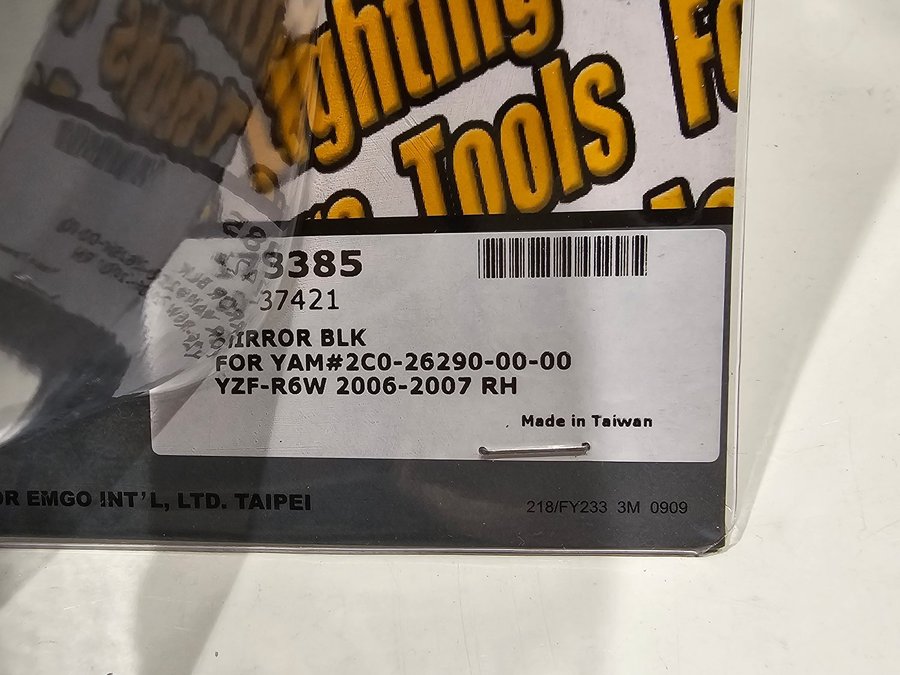 ghting
Tools
3385
37421
MIRROR BLK
FOR YAM#2C0-26290-00-00
YZF-R6W 2006-2007 RH
Made in Taiwan
OR EMGO INT'L, LTD. TAIPEI
218/FY233 3M 0909